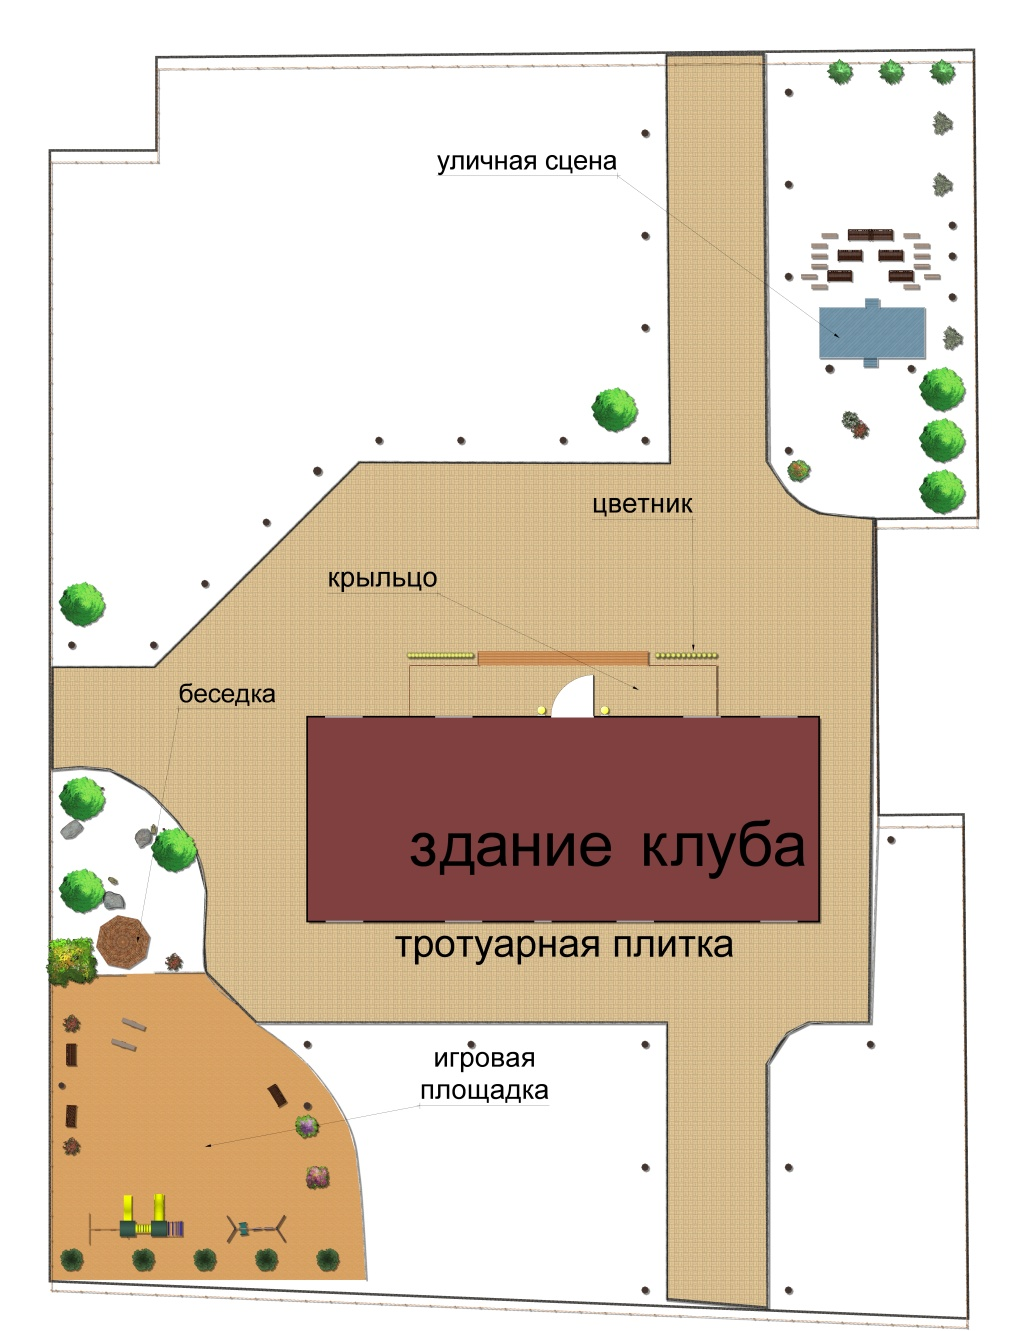 уличная сцена
цветник
крыльцо
беседка
здание клуба
тротуарная плитка
игровая
площадка